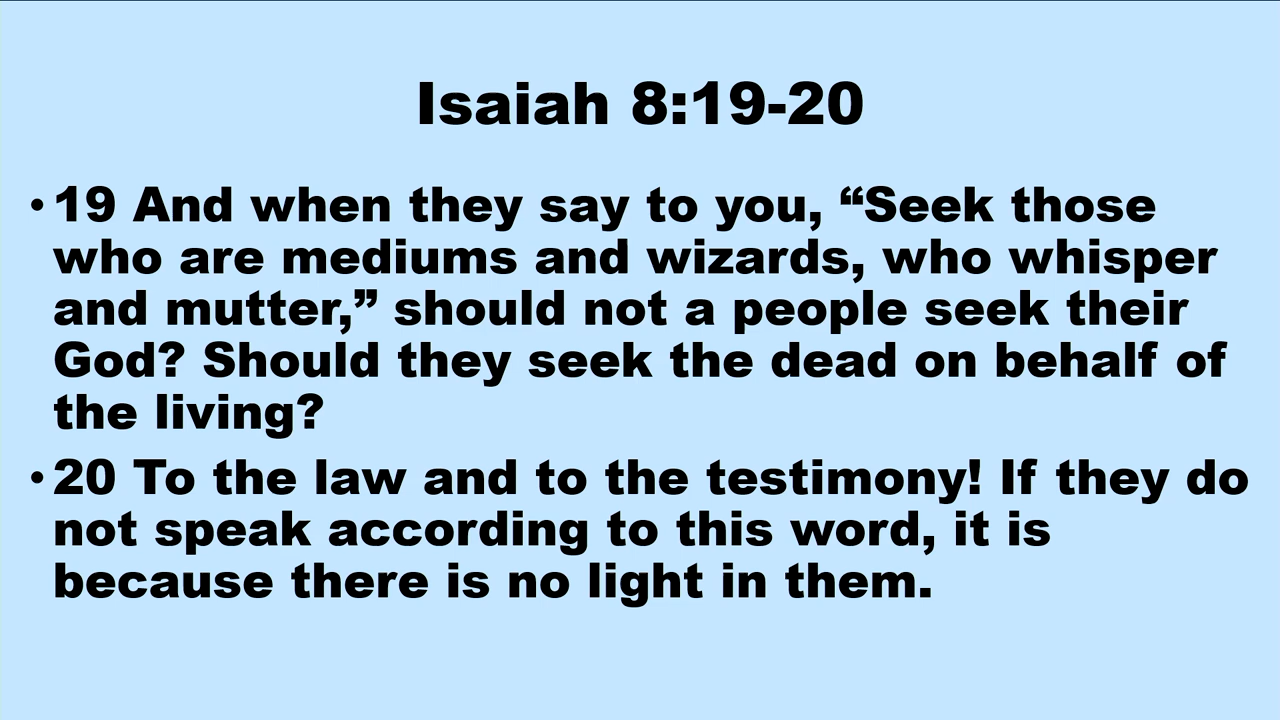 Isaiah 8:19-20
• 19 And when they say to you, “Seek those
who are mediums and wizards, who whisper
and mutter,” should not a people seek their
God? Should they seek the dead on behalf of
the living?
• 20 To the law and to the testimony! If they do
not speak according to this word, it is
because there is no light in them.